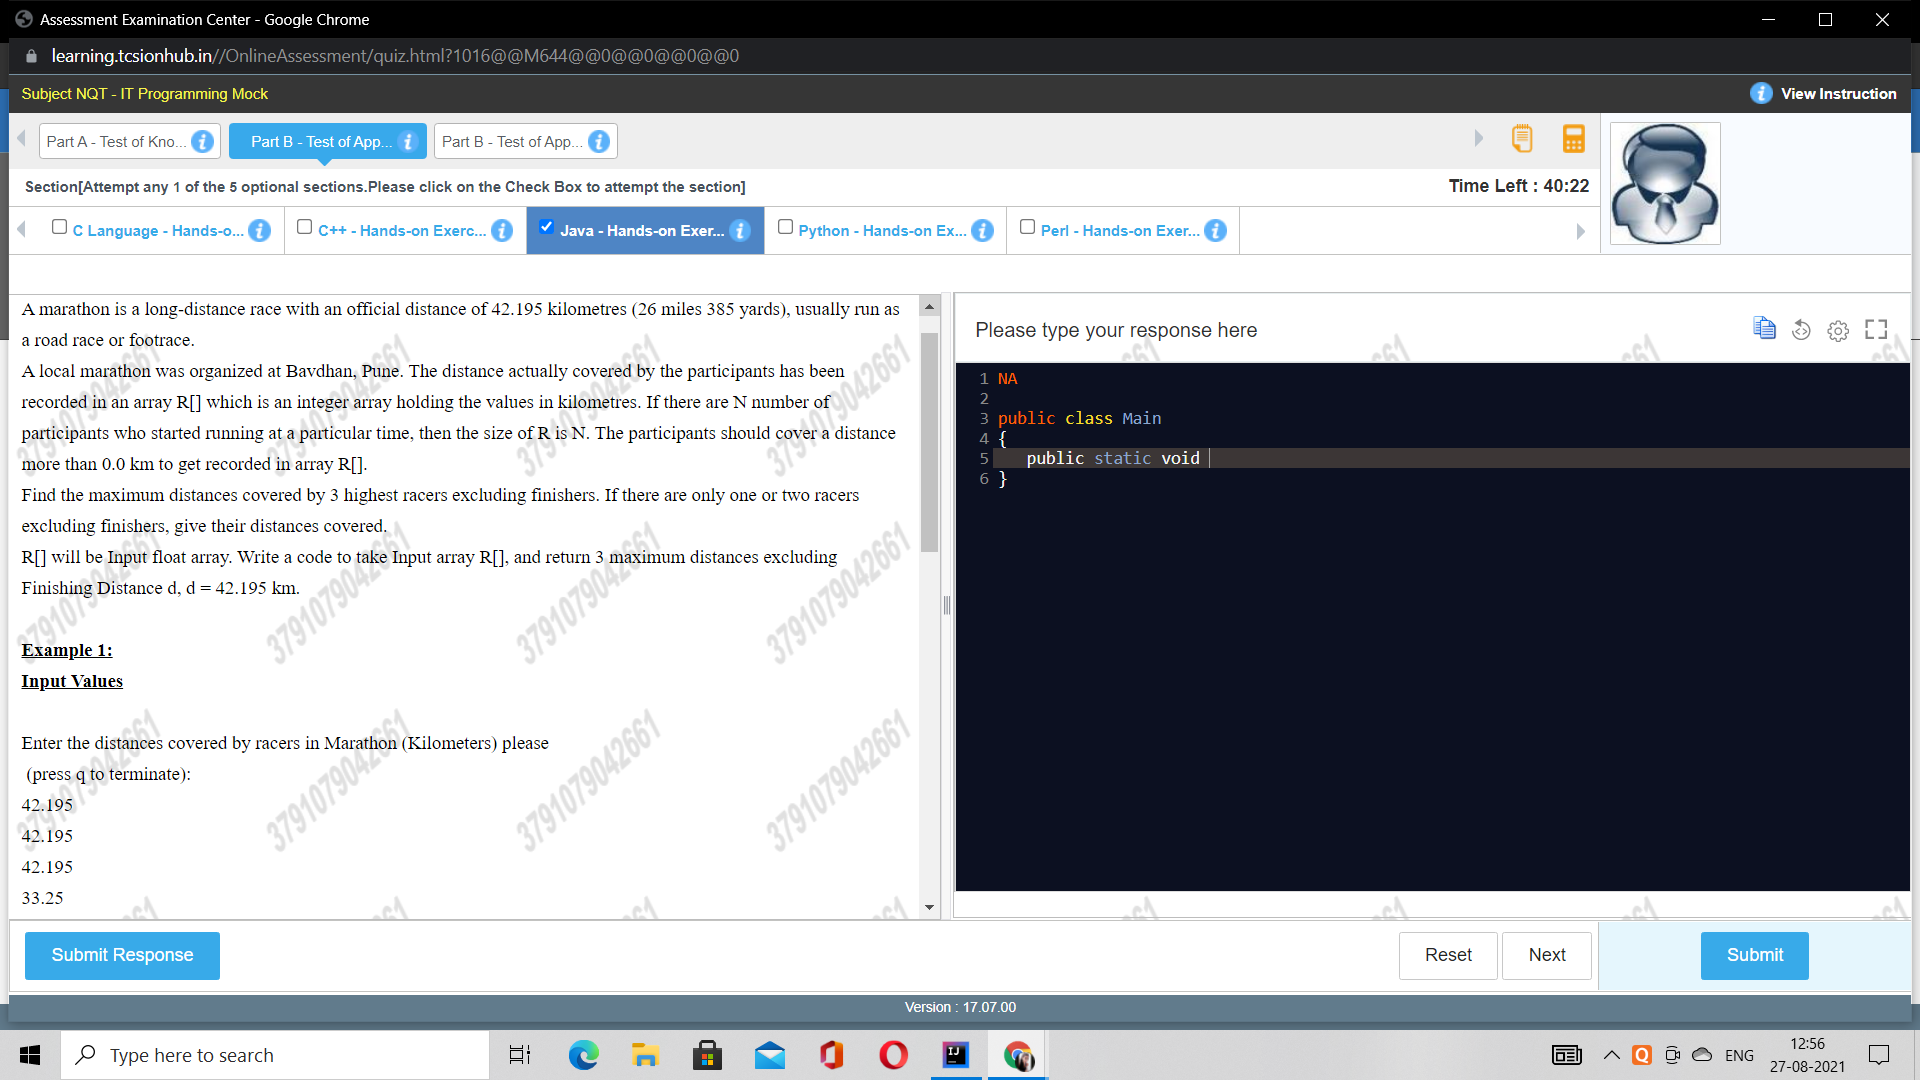 Assessment Examination Center - Google Chrome
learning.tcsionhub.in//OnlineAssessment/quiz.html?1016@@M644@@0@@0@@0@@0
Subject NQT - IT Programming Mock
View Instruction
Part A - Test of Kno...
Part B - Test of App...
Part B - Test of App...
Section[Attempt any 1 of the 5 optional sections.Please click on the Check Box to attempt the section]
Time Left : 40:22
C Language - Hands-o...
C++ - Hands-on Exerc...
Java - Hands-on Exer...
Python - Hands-on Ex...
Perl - Hands-on Exer...
A marathon is a long-distance race with an official distance of 42.195 kilometres (26 miles 385 yards), usually run as
a road race or footrace.
A local marathon was organized at Bavdhan, Pune. The distance actually covered by the participants has been
recorded in an array R[] which is an integer array holding the values in kilometres. If there are N number of
participants who started running at a particular time, then the size of R is N. The participants should cover a distance
more than 0.0 km to get recorded in array R[].
Find the maximum distances covered by 3 highest racers excluding finishers. If there are only one or two racers
excluding finishers, give their distances covered.
R[] will be Input float array. Write a code to take Input array R[], and return 3 maximum distances excluding
Finishing Distance d, d = 42.195 km.
Example 1:
Input Values
Enter the distances covered by racers in Marathon (Kilometers) please
(press q to terminate):
42.195
42.195
42.195
33.25
3791079042661
Please type your response here
1 NA
2
3 public class Main
4 {
5 public static void
6 }
Submit Response
Reset
Next
Submit
Version : 17.07.00
Type here to search
ENG
12:56
27-08-2021